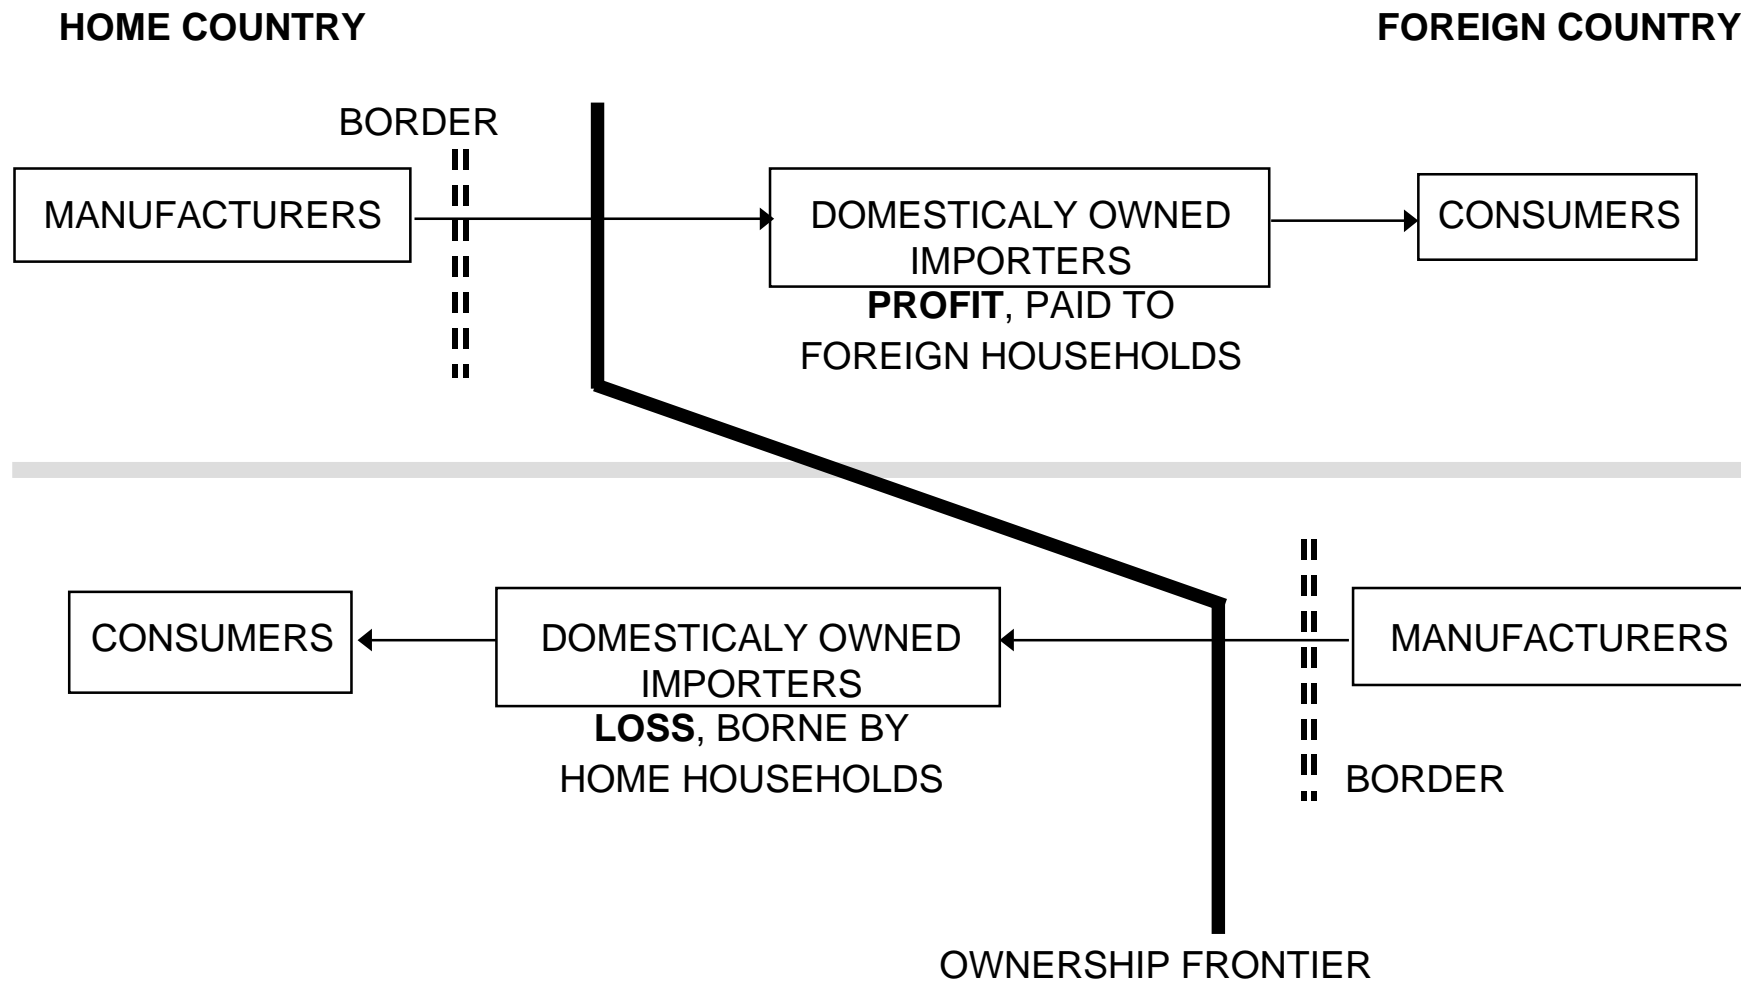 HOME COUNTRY
FOREIGN COUNTRY
BORDER
MANUFACTURERS
DOMESTICALY OWNED
IMPORTERS
PROFIT, PAID TO
FOREIGN HOUSEHOLDS
CONSUMERS
CONSUMERS
DOMESTICALY OWNED
IMPORTERS
LOSS, BORNE BY
HOME HOUSEHOLDS
MANUFACTURERS
BORDER
OWNERSHIP FRONTIER